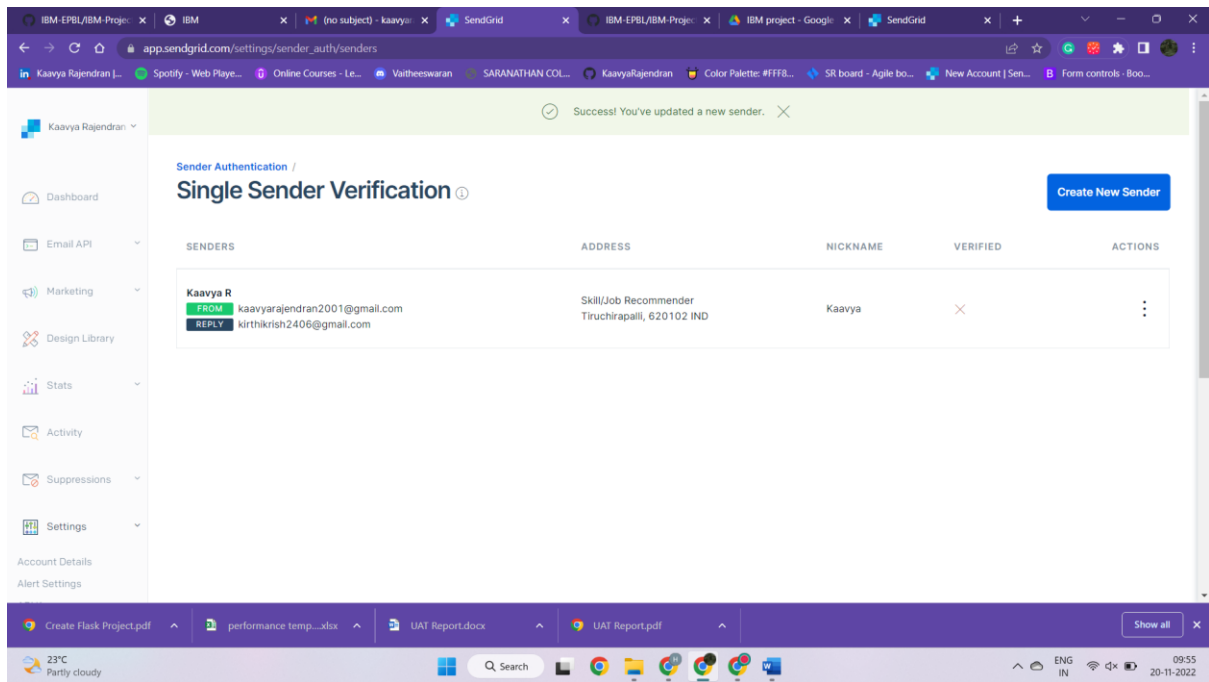 IBM-EPBL/IBM-Projec
IBM
(no subject) - kaavyar
SendGrid
IBM-EPBL/IBM-Projec
IBM project - Google
SendGrid
app.sendgrid.com/settings/sender_auth/senders
Kaavya Rajendran |...
Spotify - Web Playe...
Online Courses - Le...
Vaitheeswaran
SARANATHAN COL...
KaavyaRajendran
Color Palette: #FFF8...
SR board - Agile bo...
New Account | Sen...
Form controls - Boo...
Kaavya Rajendran
Success! You've updated a new sender.
Sender Authentication /
Single Sender Verification
Create New Sender
Dashboard
Email API
Marketing
Design Library
Stats
Activity
Suppressions
Settings
Account Details
Alert Settings
SENDERS ADDRESS NICKNAME VERIFIED ACTIONS
Kaavya R
FROM kaavyarajendran2001@gmail.com
REPLY kirthikrish2406@gmail.com
Skill/Job Recommender
Tiruchirapalli, 620102 IND
Kaavya
Create Flask Project.pdf
performance temp....xlsx
UAT Report.docx
UAT Report.pdf
Show all
23°C
Partly cloudy
Search
ENG
IN
09:55
20-11-2022